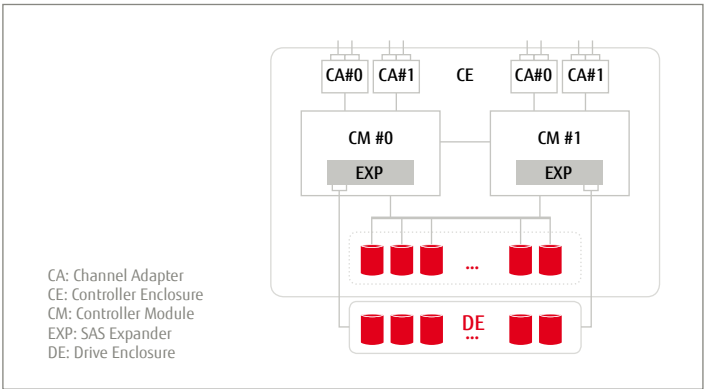 CA#0 CA#1 CE CA#0 CA#1
CM #0 CM #1
EXP EXP
...
DE
...
CA: Channel Adapter
CE: Controller Enclosure
CM: Controller Module
EXP: SAS Expander
DE: Drive Enclosure